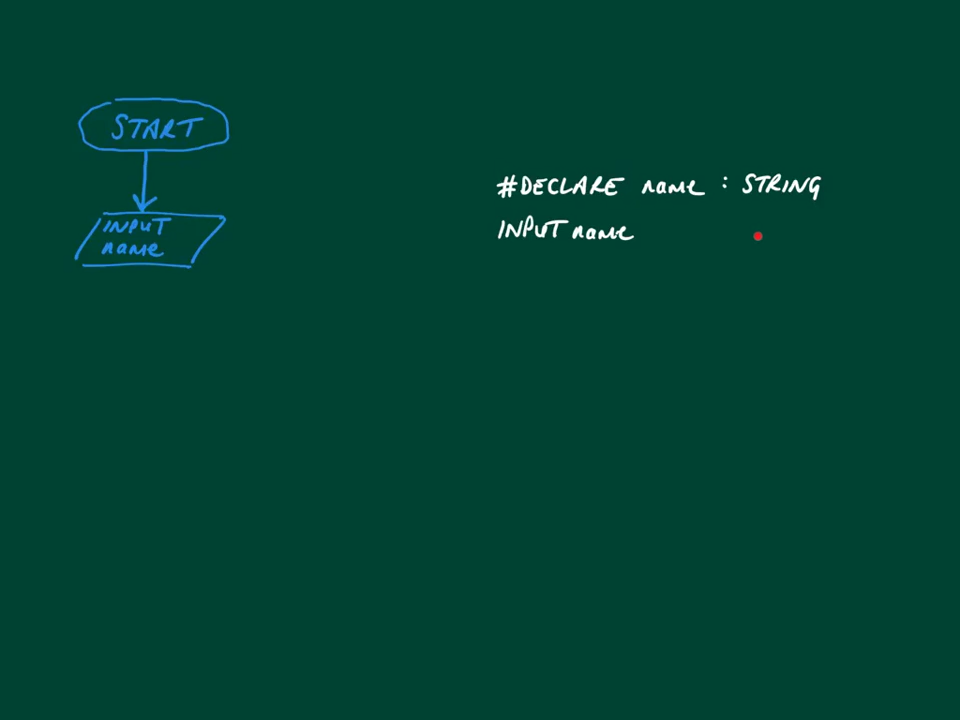 START
INPUT
name
#DECLARE name : STRING
INPUT name